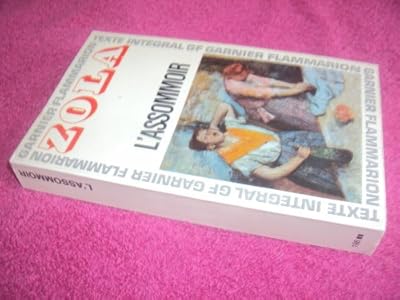 TEXTE INTEGRAL GF GARNIER FLAMMARION
GARNIER FLAMMARION
ZOLA
L'ASSOMMOIR
GARNIER FLAMMARION
TEXTE INTEGRAL GF GARNIER FLAMMARION
L'ASSOMMOIR